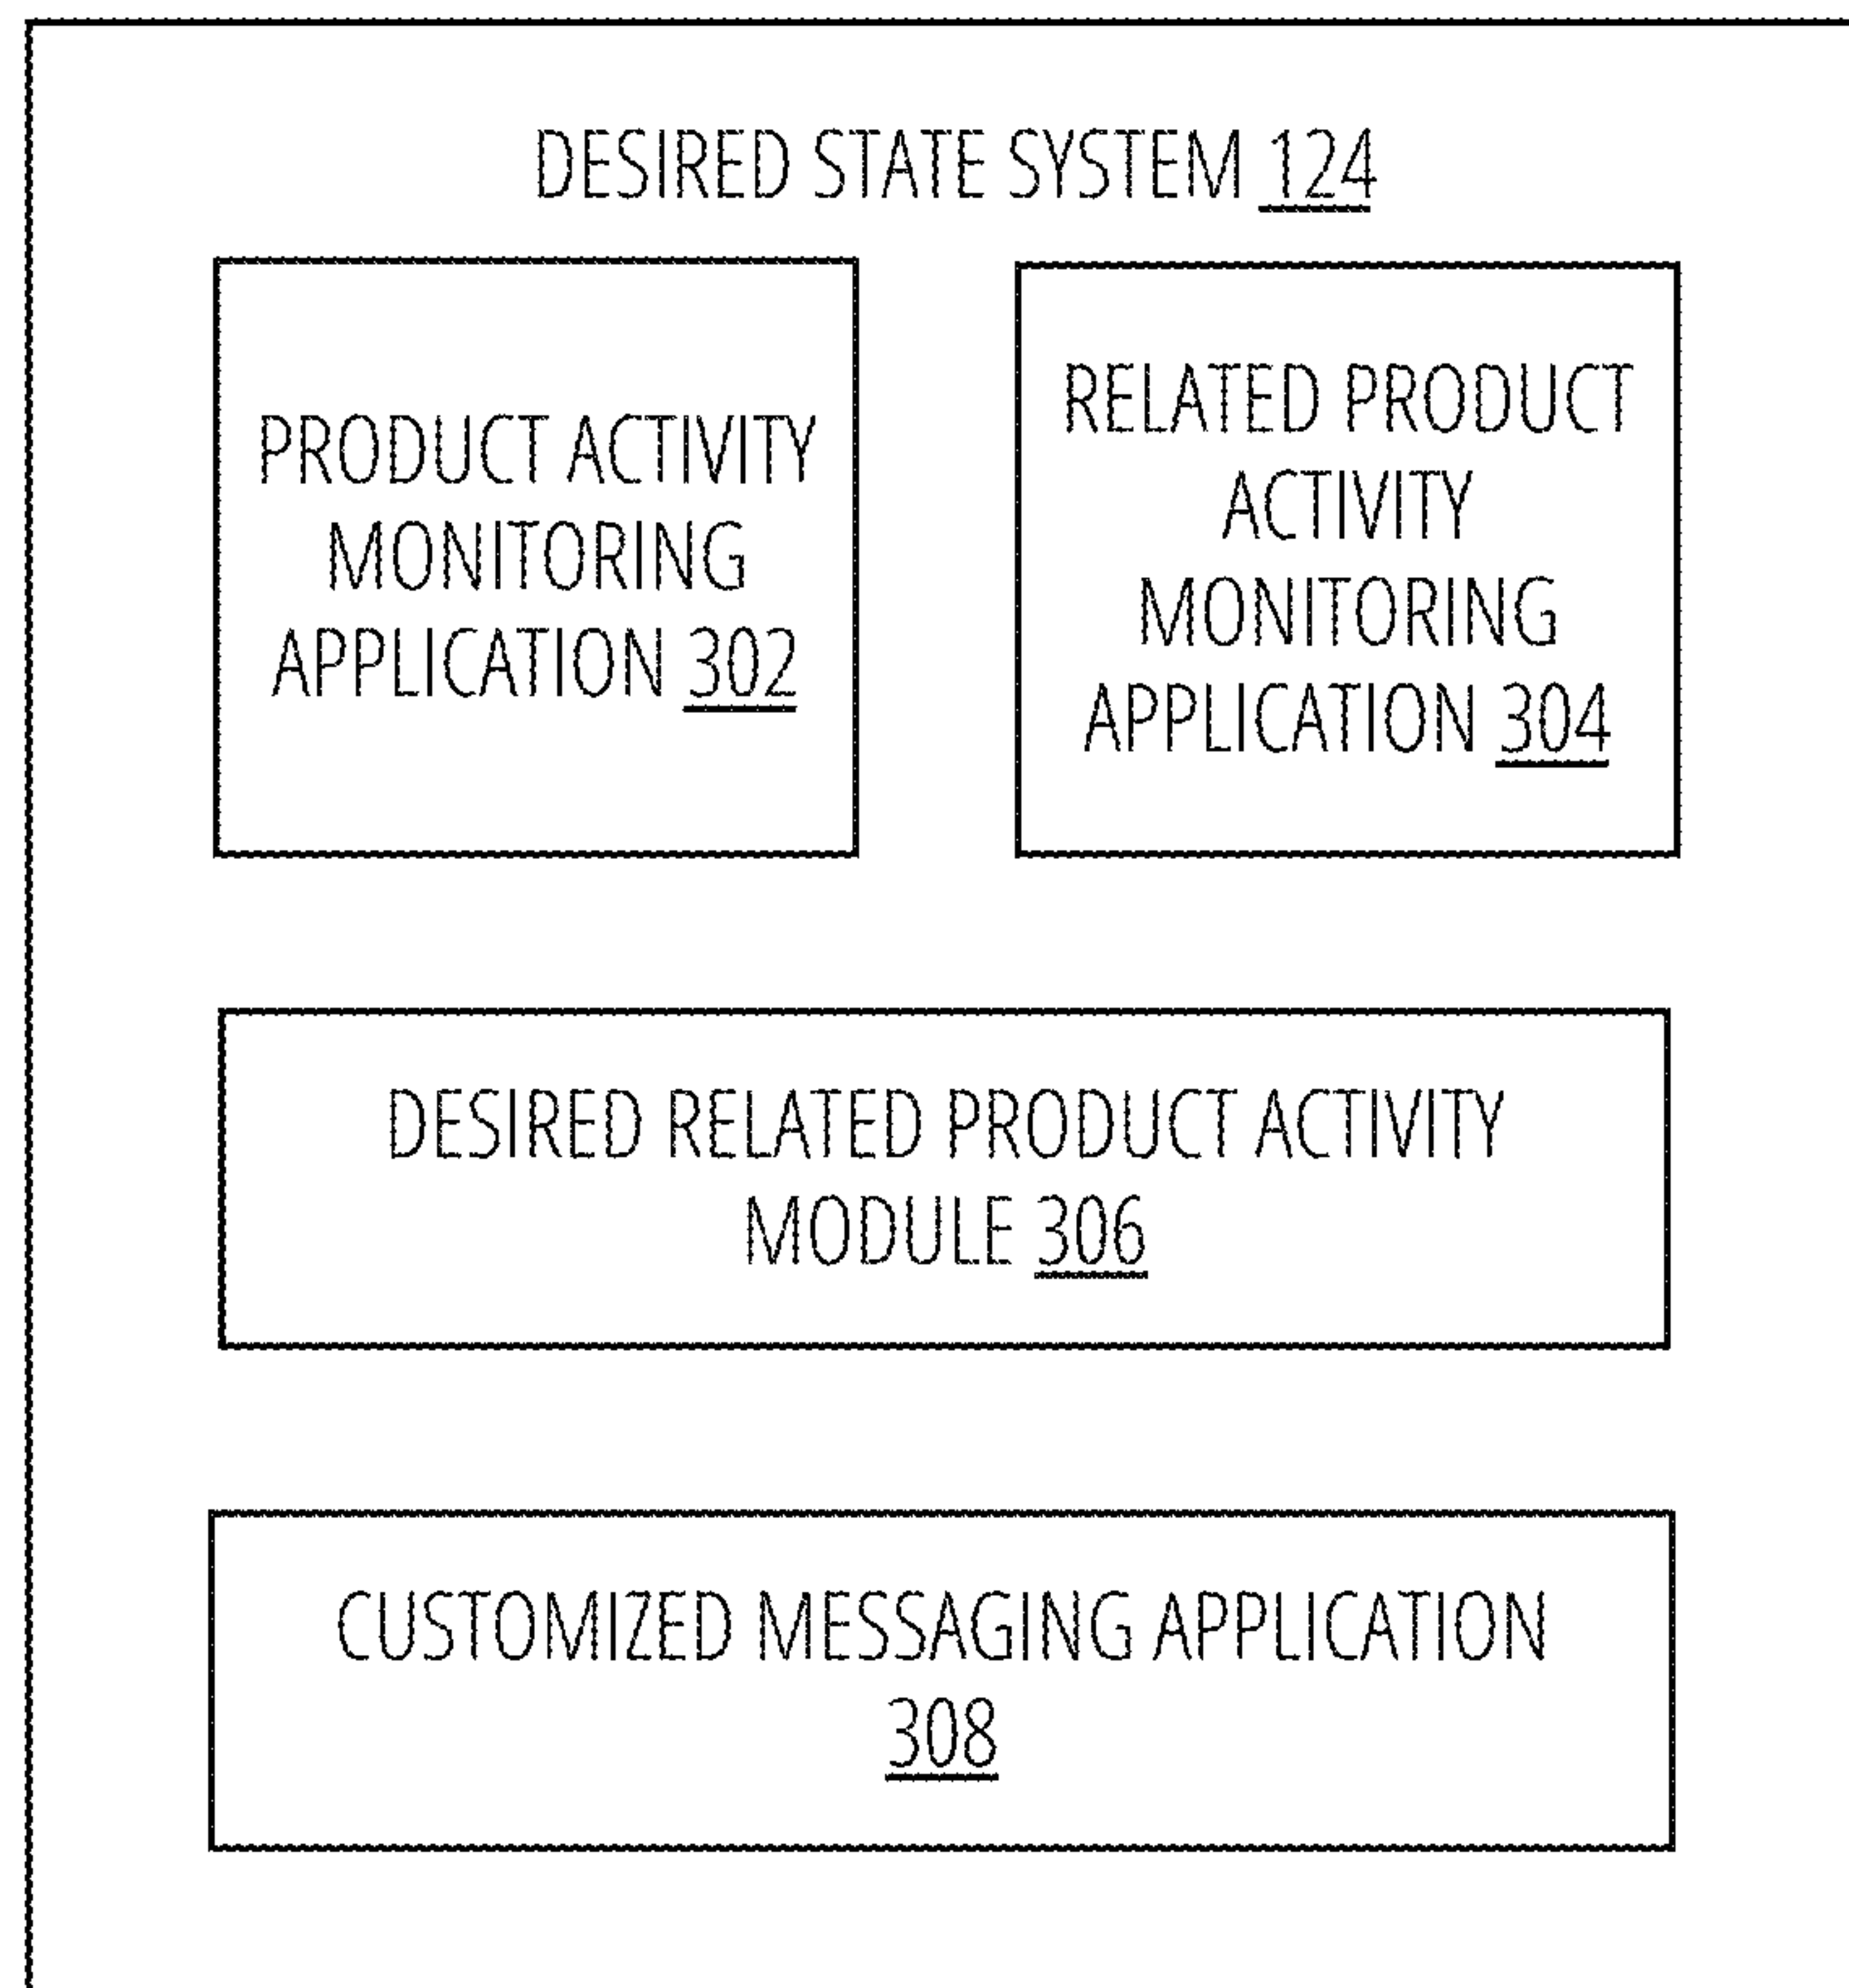 DESIRED STATE SYSTEM 124
PRODUCT ACTIVITY
MONITORING
APPLICATION 302
RELATED PRODUCT
ACTIVITY
MONITORING
APPLICATION 304
DESIRED RELATED PRODUCT ACTIVITY
MODULE 306
CUSTOMIZED MESSAGING APPLICATION
308